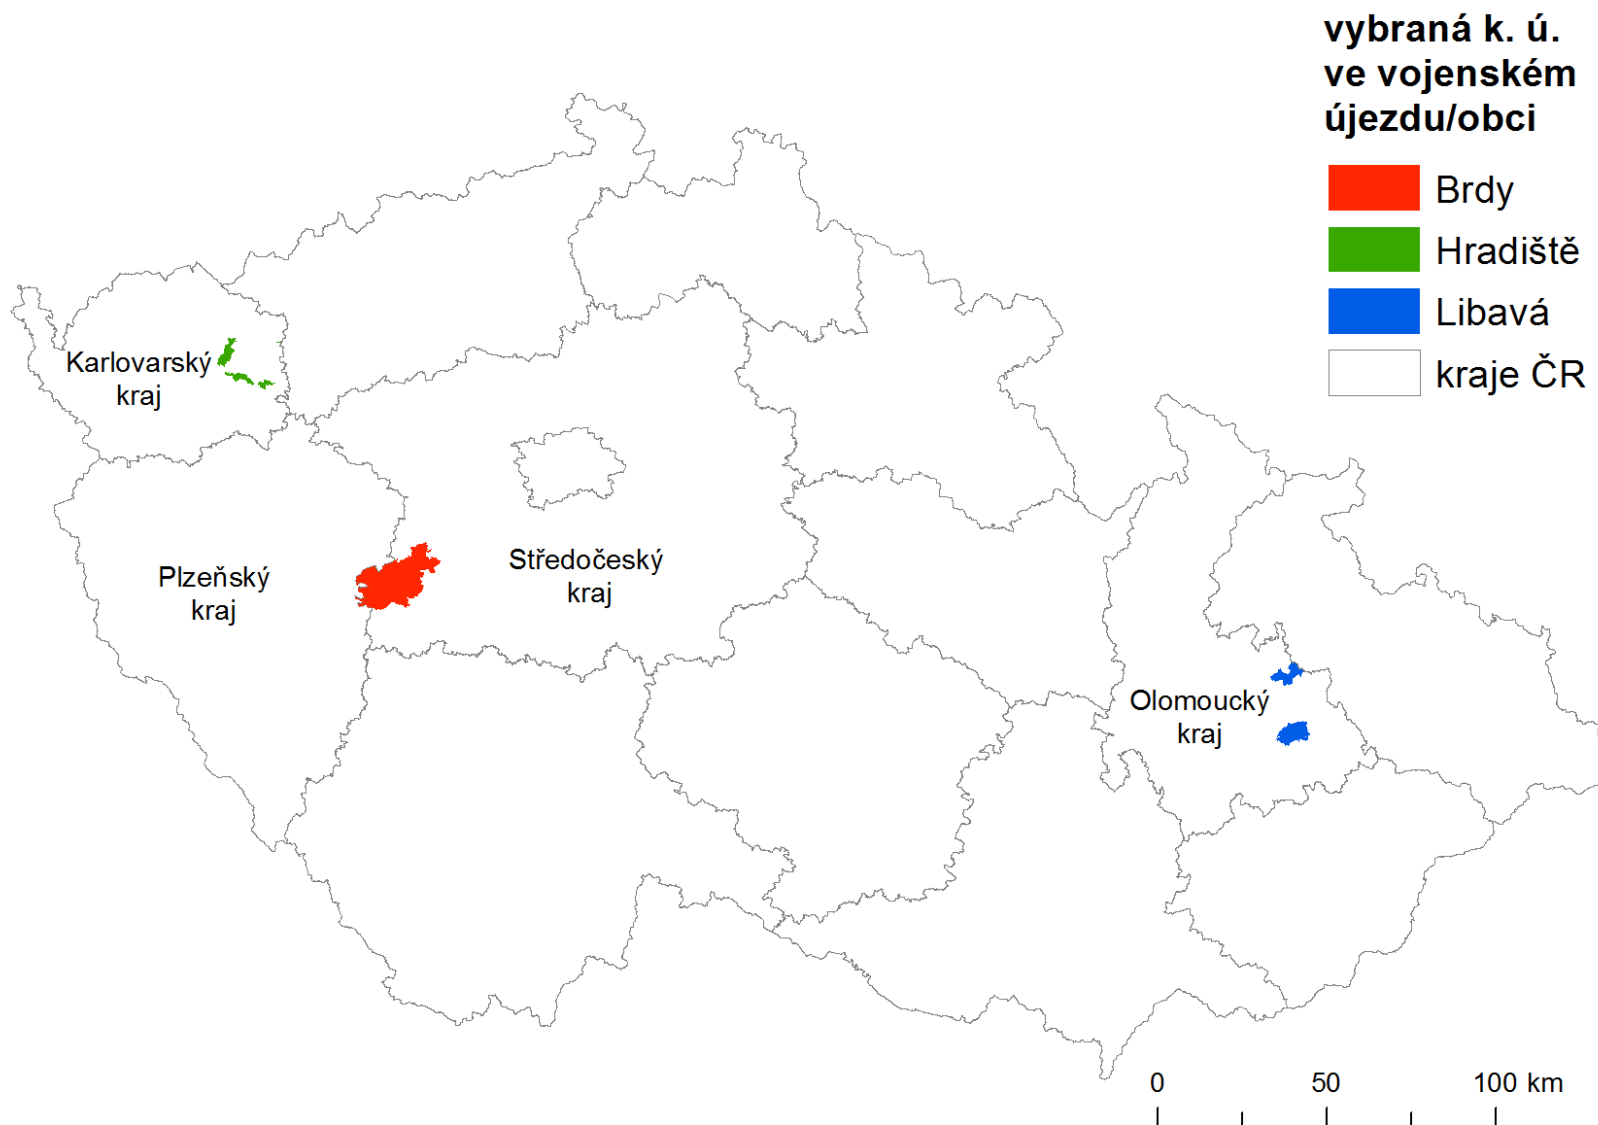 vybraná k. ú.
ve vojenském
újezdu/obci
Brdy
Hradiště
Libavá
kraje ČR
Karlovarský
kraj
Plzeňský
kraj
Středočeský
kraj
Olomoucký
kraj
0 50 100 km